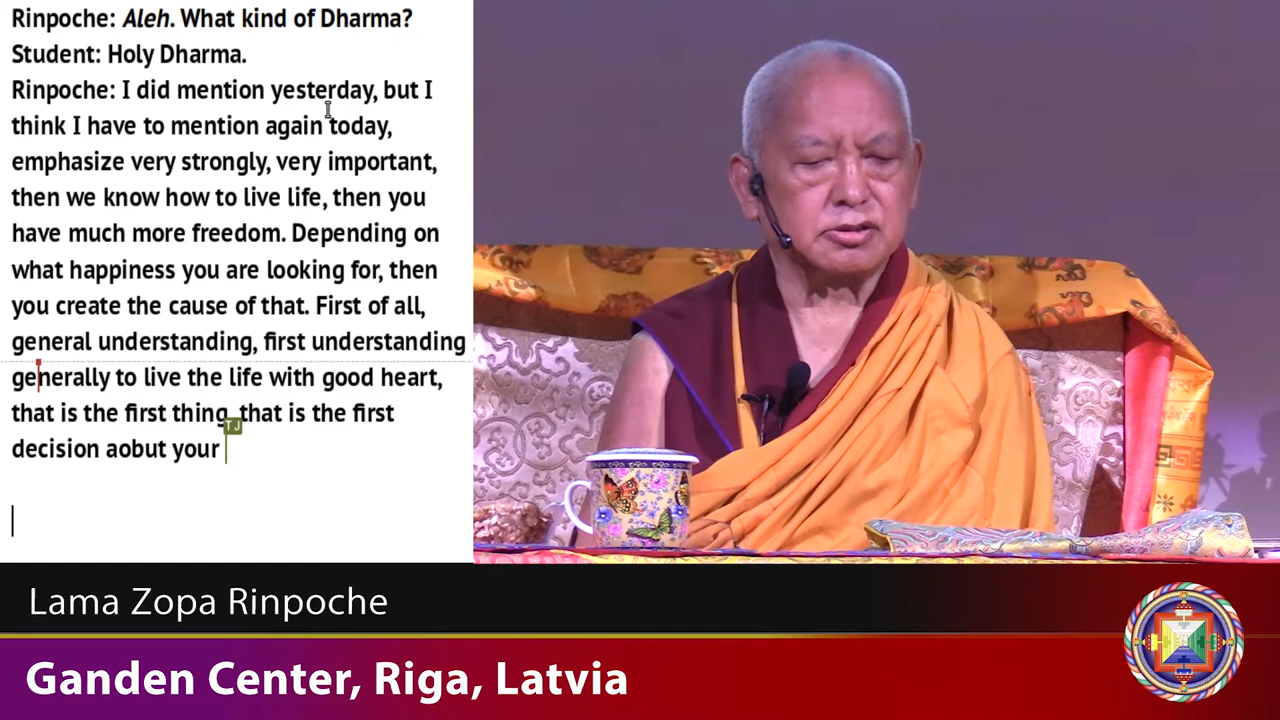 Rinpoche: Aleh. What kind of Dharma?
Student: Holy Dharma.
Rinpoche: I did mention yesterday, but I
think I have to mention again today,
emphasize very strongly, very important,
then we know how to live life, then you
have much more freedom. Depending on
what happiness you are looking for, then
you create the cause of that. First of all,
general understanding, first understanding
generally to live the life with good heart,
that is the first thing, that is the first
decision aobut your
TJ
Lama Zopa Rinpoche
Ganden Center, Riga, Latvia